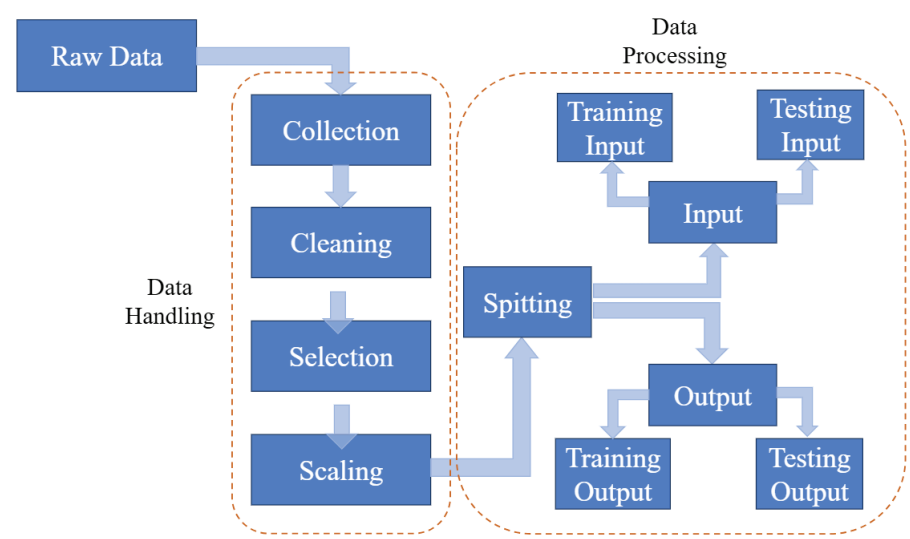 Raw Data
Collection
Cleaning
Selection
Scaling
Data
Handling
Data
Processing
Spitting
Input
Training
Input
Testing
Input
Output
Training
Output
Testing
Output